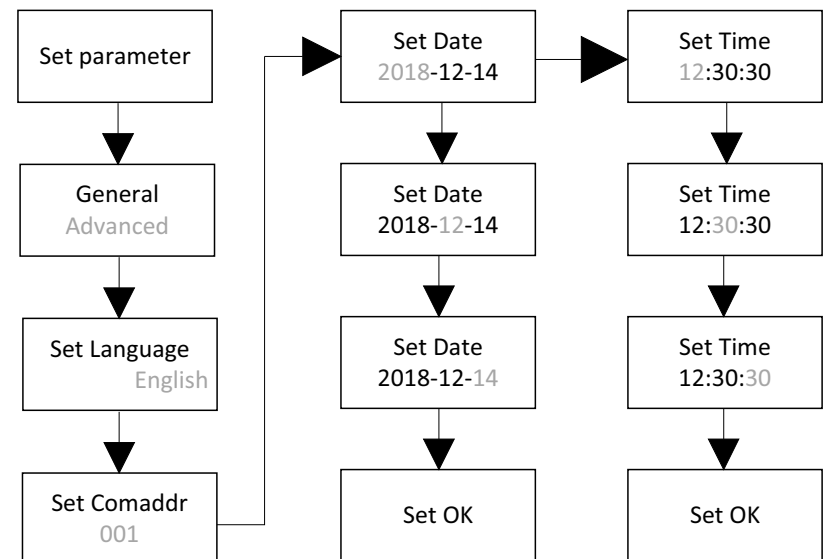 Set parameter
General
Advanced
Set Language
English
Set Comaddr
001
Set Date
2018-12-14
Set Date
2018-12-14
Set Date
2018-12-14
Set OK
Set Time
12:30:30
Set Time
12:30:30
Set Time
12:30:30
Set OK